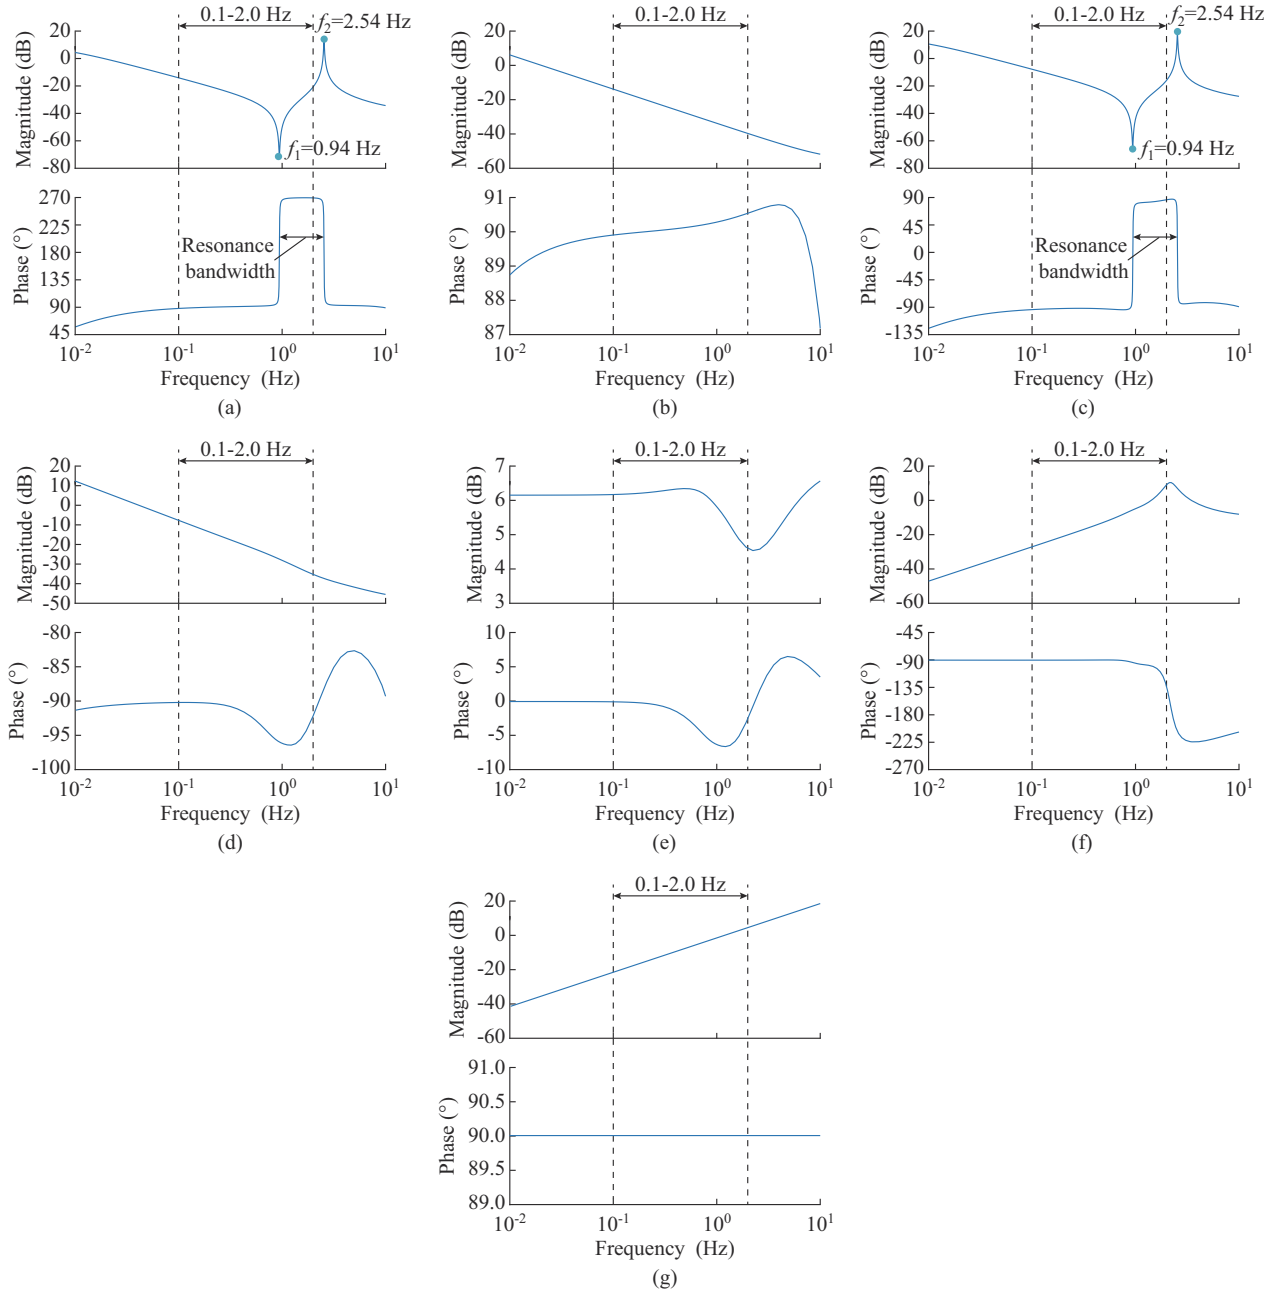 0.1-2.0 Hz
f2=2.54 Hz
Magnitude (dB)
20
0
-20
-40
-60
-80
f1=0.94 Hz
Phase (°)
270
225
180
135
90
45
Resonance
bandwidth
10-2
10-1
100
101
Frequency (Hz)
(a)
0.1-2.0 Hz
Magnitude (dB)
20
0
-20
-40
-60
Phase (°)
91
90
89
88
87
10-2
10-1
100
101
Frequency (Hz)
(b)
0.1-2.0 Hz
f2=2.54 Hz
Magnitude (dB)
20
0
-20
-40
-60
-80
f1=0.94 Hz
Phase (°)
90
45
0
-45
-90
-135
Resonance
bandwidth
10-2
10-1
100
101
Frequency (Hz)
(c)
0.1-2.0 Hz
Magnitude (dB)
20
10
0
-10
-20
-30
-40
-50
Phase (°)
-80
-85
-90
-95
-100
10-2
10-1
100
101
Frequency (Hz)
(d)
0.1-2.0 Hz
Magnitude (dB)
7
6
5
4
3
Phase (°)
10
5
0
-5
-10
10-2
10-1
100
101
Frequency (Hz)
(e)
0.1-2.0 Hz
Magnitude (dB)
20
0
-20
-40
-60
Phase (°)
-45
-90
-135
-180
-225
-270
10-2
10-1
100
101
Frequency (Hz)
(f)
0.1-2.0 Hz
Magnitude (dB)
20
0
-20
-40
-60
Phase (°)
91.0
90.5
90.0
89.5
89.0
10-2
10-1
100
101
Frequency (Hz)
(g)